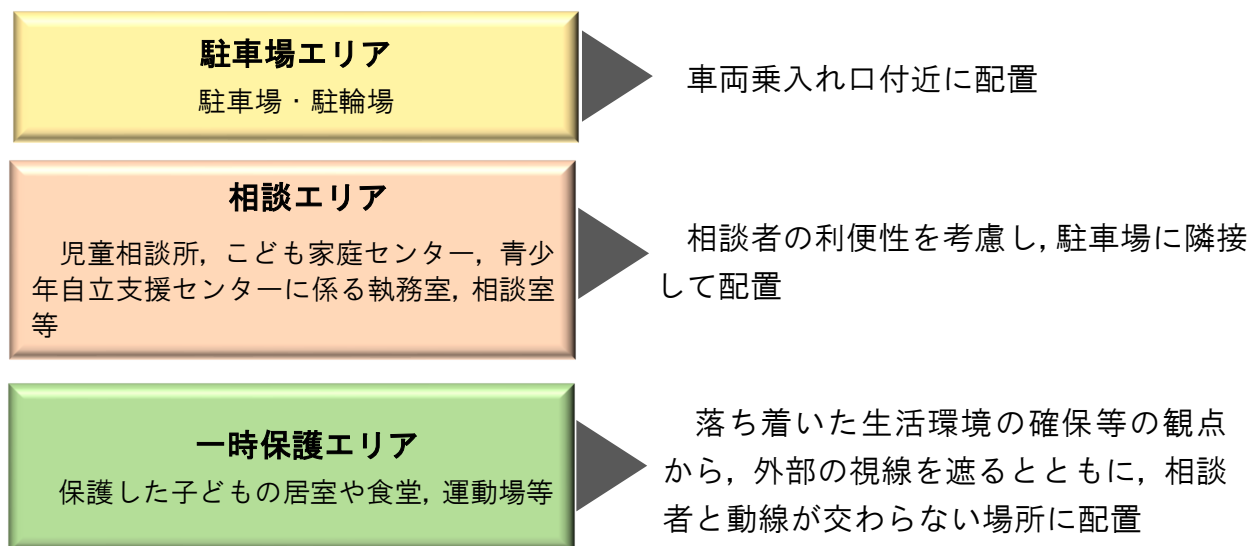 駐車場エリア
駐車場・駐輪場
車両乗入れ口付近に配置
相談エリア
児童相談所，こども家庭センター，青少
年自立支援センターに係る執務室，相談室
等
相談者の利便性を考慮し，駐車場に隣接
して配置
一時保護エリア
保護した子どもの居室や食堂，運動場等
落ち着いた生活環境の確保等の観点
から，外部の視線を遮るとともに，相談
者と動線が交わらない場所に配置